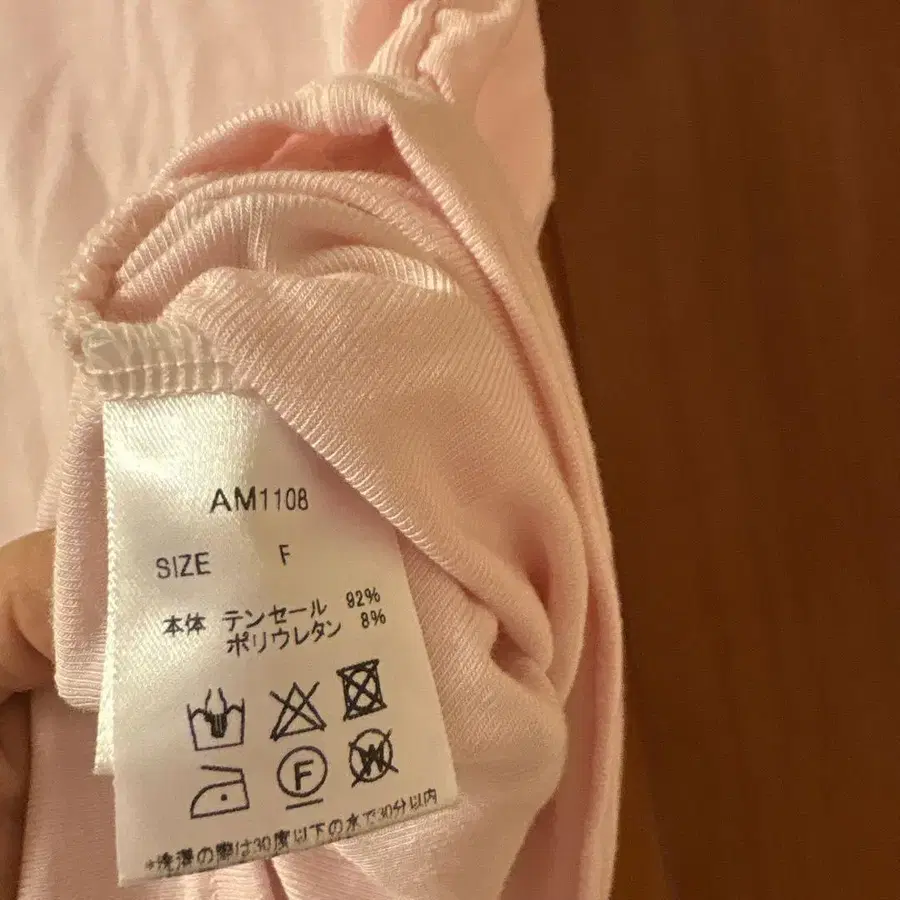 AM1108
SIZE F
本体 テンセール 92%
ポリウレタン 8%
F
W
*洗濯の際は30度以下の水で30分以内